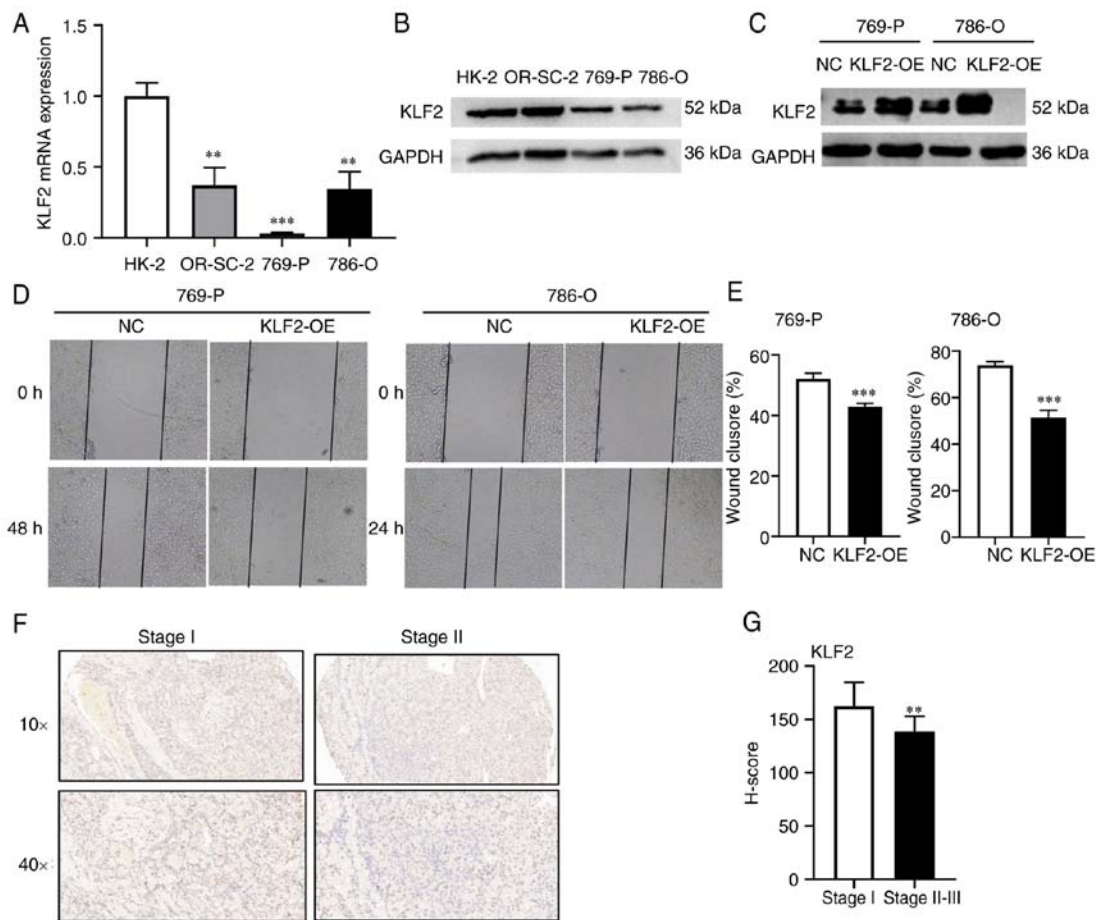 A
KLF2 mRNA expression
1.5
1.0
0.5
0.0
**
***
**
HK-2 OR-SC-2 769-P 786-O
B
HK-2 OR-SC-2 769-P 786-O
KLF2 52 kDa
GAPDH 36 kDa
C
769-P 786-O
NC KLF2-OE NC KLF2-OE
KLF2 52 kDa
GAPDH 36 kDa
D
769-P
NC KLF2-OE
0 h
48 h
786-O
NC KLF2-OE
0 h
24 h
E
769-P
Wound clusore (%)
60
40
20
0
***
NC KLF2-OE
786-O
Wound clusore (%)
80
60
40
20
0
***
NC KLF2-OE
F
Stage I Stage II
10×
40×
G
KLF2
H-score
200
150
100
50
0
**
Stage I Stage II-III